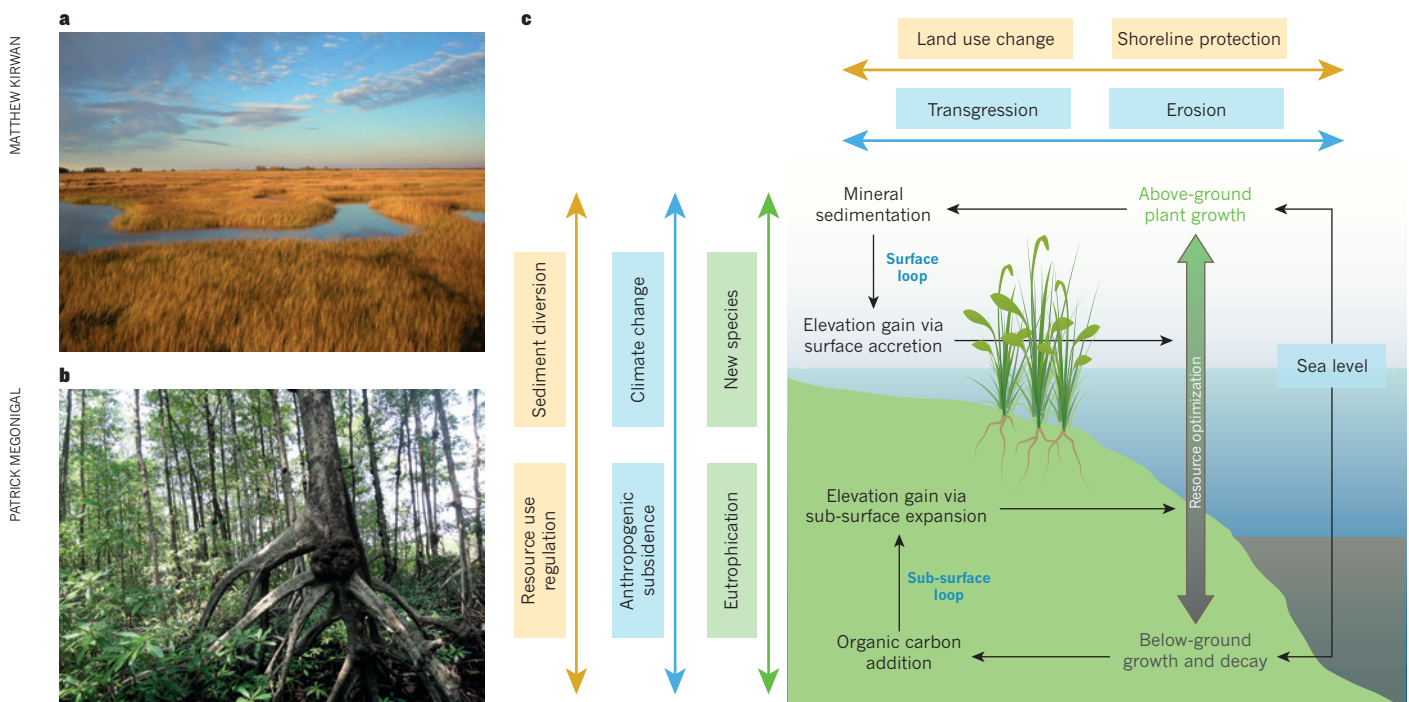 MATTHEW KIRWAN
a
PATRICK MEGONIGAL
b
c
Land use change
Shoreline protection
Transgression
Erosion
Sediment diversion
Resource use
regulation
Climate change
Anthropogenic
subsidence
New species
Eutrophication
Mineral
sedimentation
Above-ground
plant growth
Surface
loop
Elevation gain via
surface accretion
Sea level
Resource optimization
Elevation gain via
sub-surface expansion
Sub-surface
loop
Organic carbon
addition
Below-ground
growth and decay